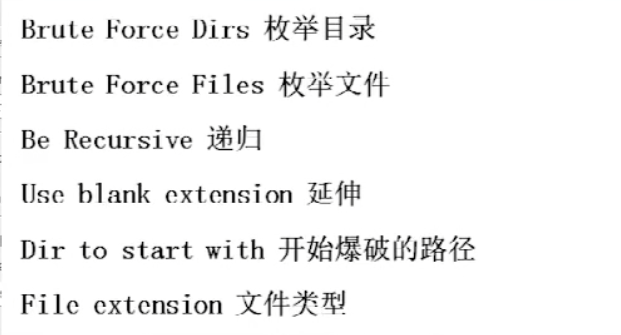 Brute Force Dirs 枚举目录
Brute Force Files 枚举文件
Be Recursive 递归
Use blank extension 延伸
Dir to start with 开始爆破的路径
File extension 文件类型